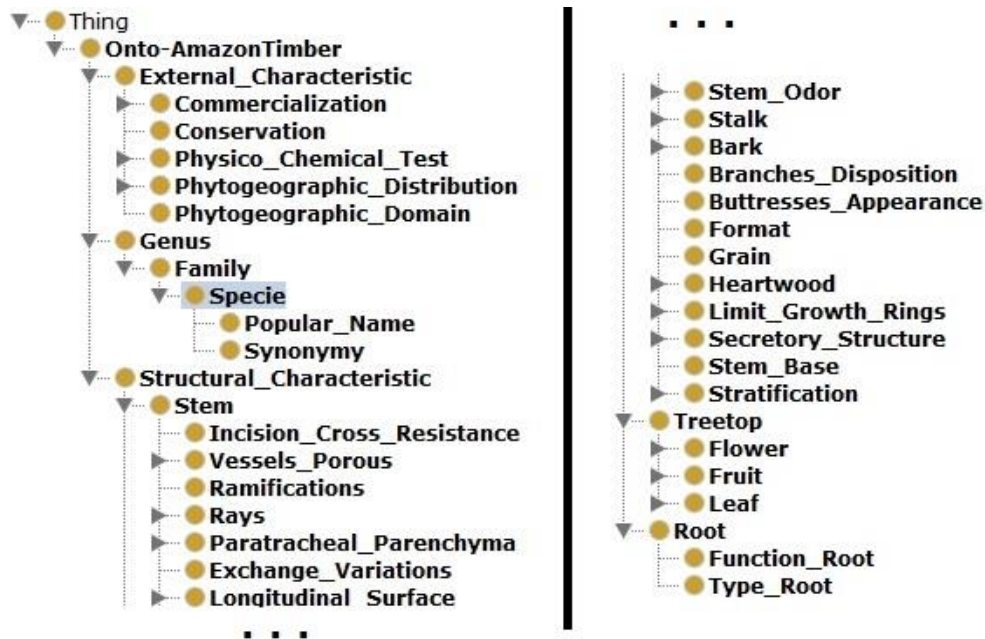 Thing
Onto-AmazonTimber
External_Characteristic
Commercialization
Conservation
Physico_Chemical_Test
Phytogeographic_Distribution
Phytogeographic_Domain
Genus
Family
Specie
Popular_Name
Synonymy
Structural_Characteristic
Stem
Incision_Cross_Resistance
Vessels_Porous
Ramifications
Rays
Paratracheal_Parenchyma
Exchange_Variations
Longitudinal_Surface
...
...
Stem_Odor
Stalk
Bark
Branches_Disposition
Buttresses_Appearance
Format
Grain
Heartwood
Limit_Growth_Rings
Secretory_Structure
Stem_Base
Stratification
Treetop
Flower
Fruit
Leaf
Root
Function_Root
Type_Root